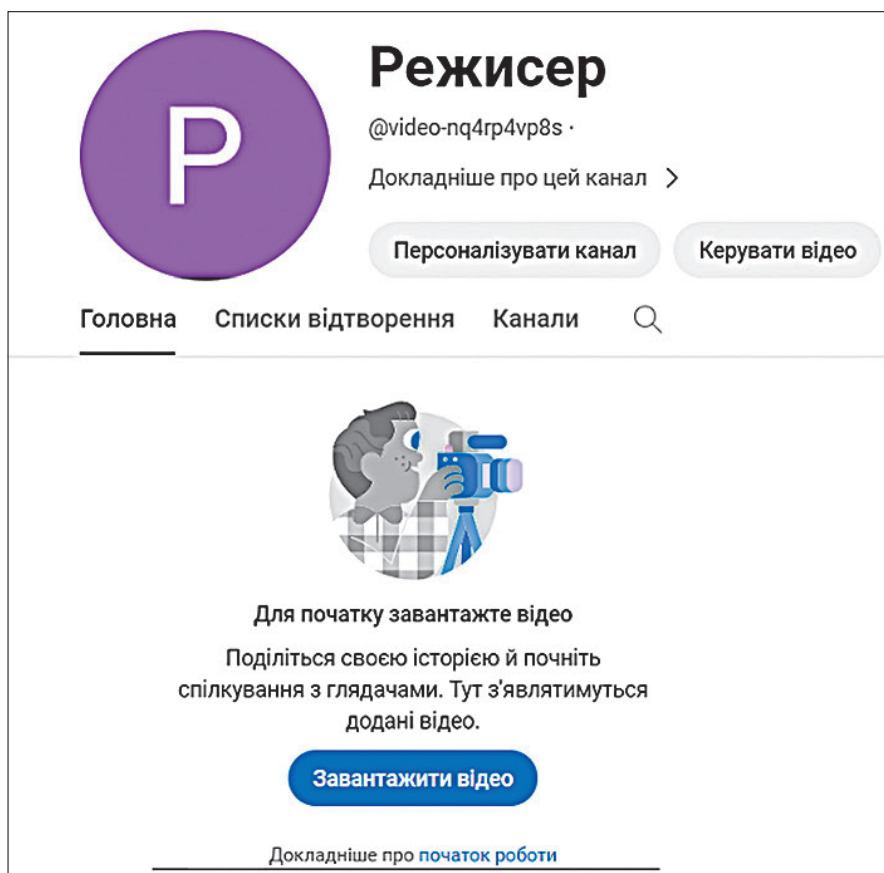 Р
Режисер
@video-nq4rp4vp8s ·
Докладніше про цей канал >
Персоналізувати канал Керувати відео
Головна Списки відтворення Канали
Для початку завантажте відео
Поділіться своєю історією й почніть
спілкування з глядачами. Тут з'являтимуться
додані відео.
Завантажити відео
Докладніше про початок роботи